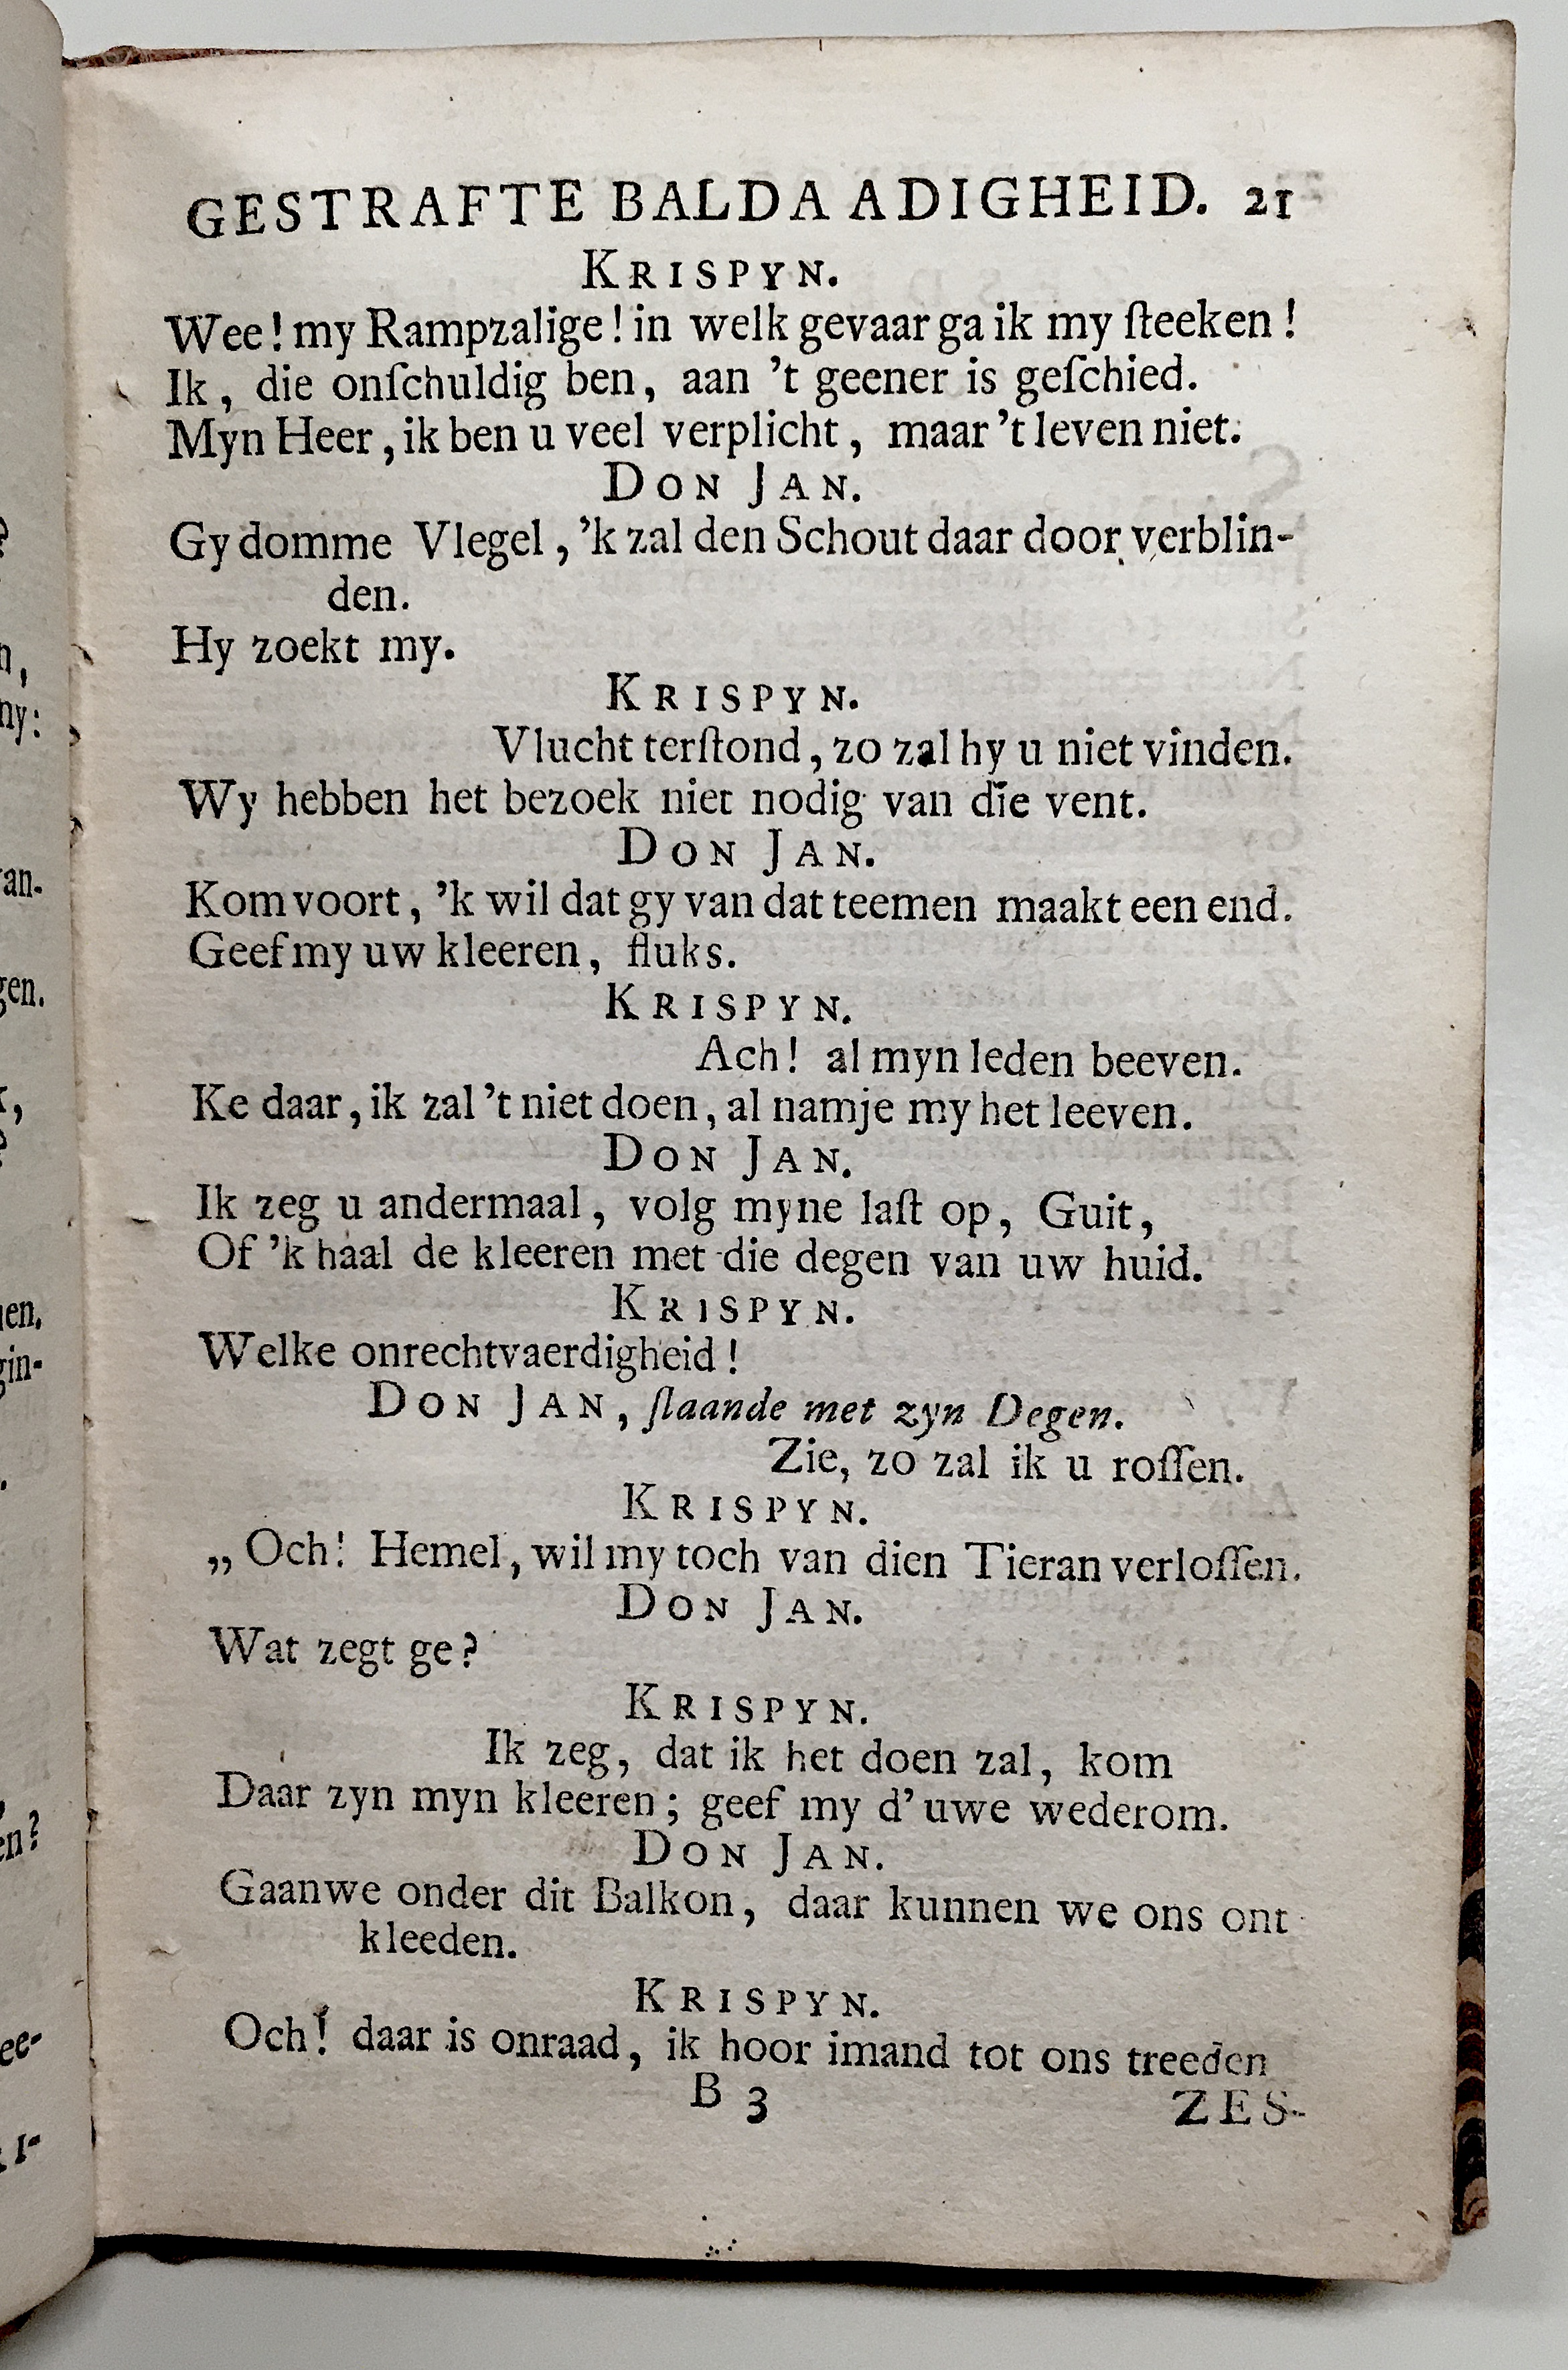 GESTRAFTE BALDAADIGHEID. 21
KRISPYN.
Wee! my Rampzalige! in welk gevaar ga ik my ſteeken!
Ik, die onſchuldig ben, aan 't geener is geſchied.
Myn Heer, ik ben u veel verplicht, maar 't leven niet.
DON JAN.
Gy domme Vlegel, 'k zal den Schout daar door verblin-
den.
Hy zoekt my.
KRISPYN.
Vlucht terſtond, zo zal hy u niet vinden.
Wy hebben het bezoek niet nodig van die vent.
DON JAN.
Kom voort, 'k wil dat gy van dat teemen maakt een end.
Geef my uw kleeren, fluks.
KRISPYN.
Ach! al myn leden beeven.
Ke daar, ik zal 't niet doen, al namje my het leeven.
DON JAN.
Ik zeg u andermaal, volg myne laſt op, Guit,
Of 'k haal de kleeren met die degen van uw huid.
KRISPYN.
Welke onrechtvaerdigheid!
DON JAN, ſlaande met zyn Degen.
Zie, zo zal ik u roſſen.
KRISPYN.
„Och! Hemel, wil my toch van dien Tieran verloſſen.
DON JAN.
Wat zegt ge?
KRISPYN.
Ik zeg, dat ik het doen zal, kom
Daar zyn myn kleeren; geef my d'uwe wederom.
DON JAN.
Gaanwe onder dit Balkon, daar kunnen we ons ont
kleeden.
KRISPYN.
Och! daar is onraad, ik hoor imand tot ons treeden
B 3
ZES-